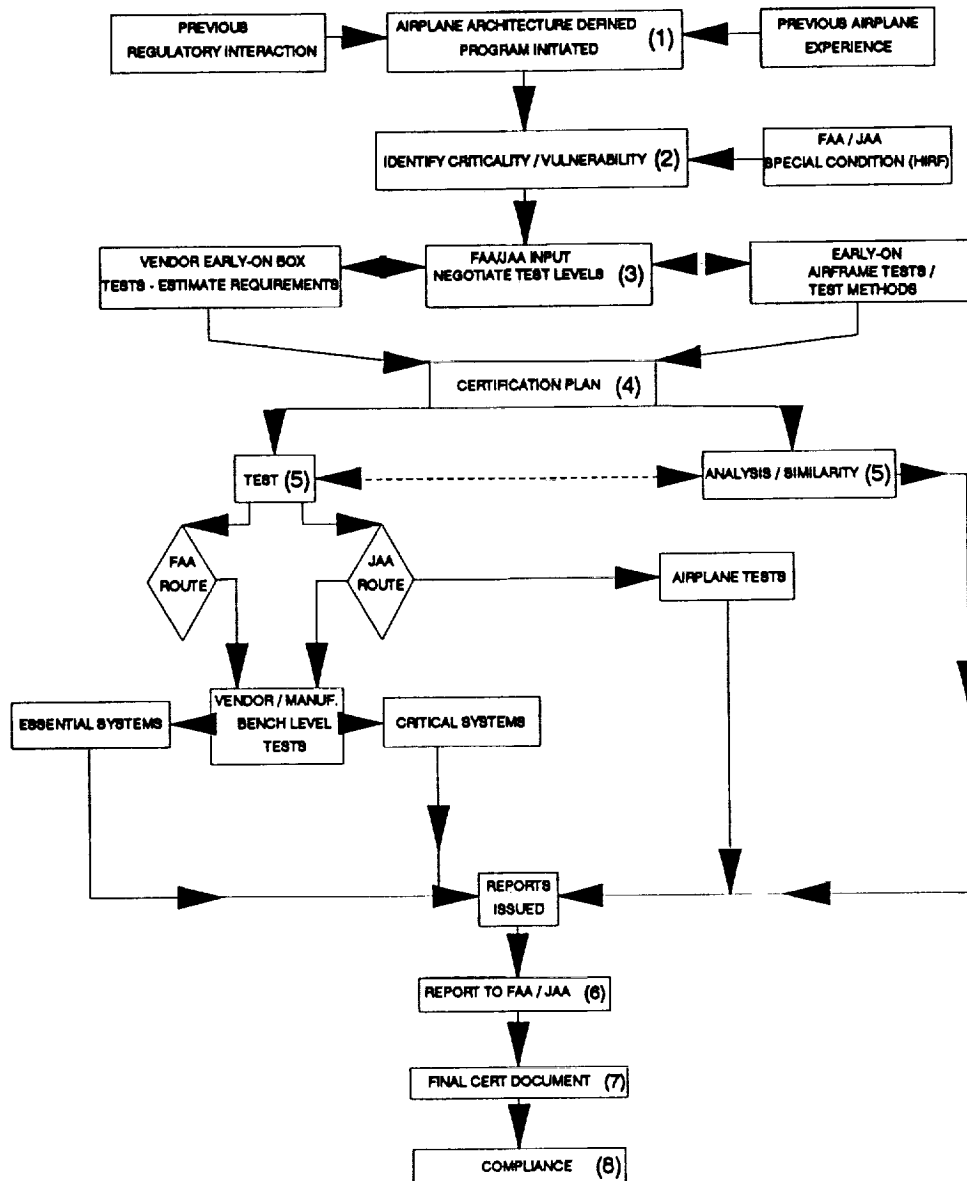 PREVIOUS
REGULATORY INTERACTION
AIRPLANE ARCHITECTURE DEFINED
PROGRAM INITIATED (1)
PREVIOUS AIRPLANE
EXPERIENCE
IDENTIFY CRITICALITY / VULNERABILITY (2)
FAA / JAA
SPECIAL CONDITION (HIRF)
VENDOR EARLY-ON BOX
TESTS - ESTIMATE REQUIREMENTS
FAA/JAA INPUT
NEGOTIATE TEST LEVELS
(3)
EARLY-ON
AIRFRAME TESTS /
TEST METHODS
CERTIFICATION PLAN (4)
TEST (5)
ANALYSIS / SIMILARITY (5)
FAA
ROUTE
JAA
ROUTE
AIRPLANE TESTS
ESSENTIAL SYSTEMS
VENDOR / MANUF.
BENCH LEVEL
TESTS
CRITICAL SYSTEMS
REPORTS
ISSUED
REPORT TO FAA / JAA (6)
FINAL CERT DOCUMENT (7)
COMPLIANCE (8)